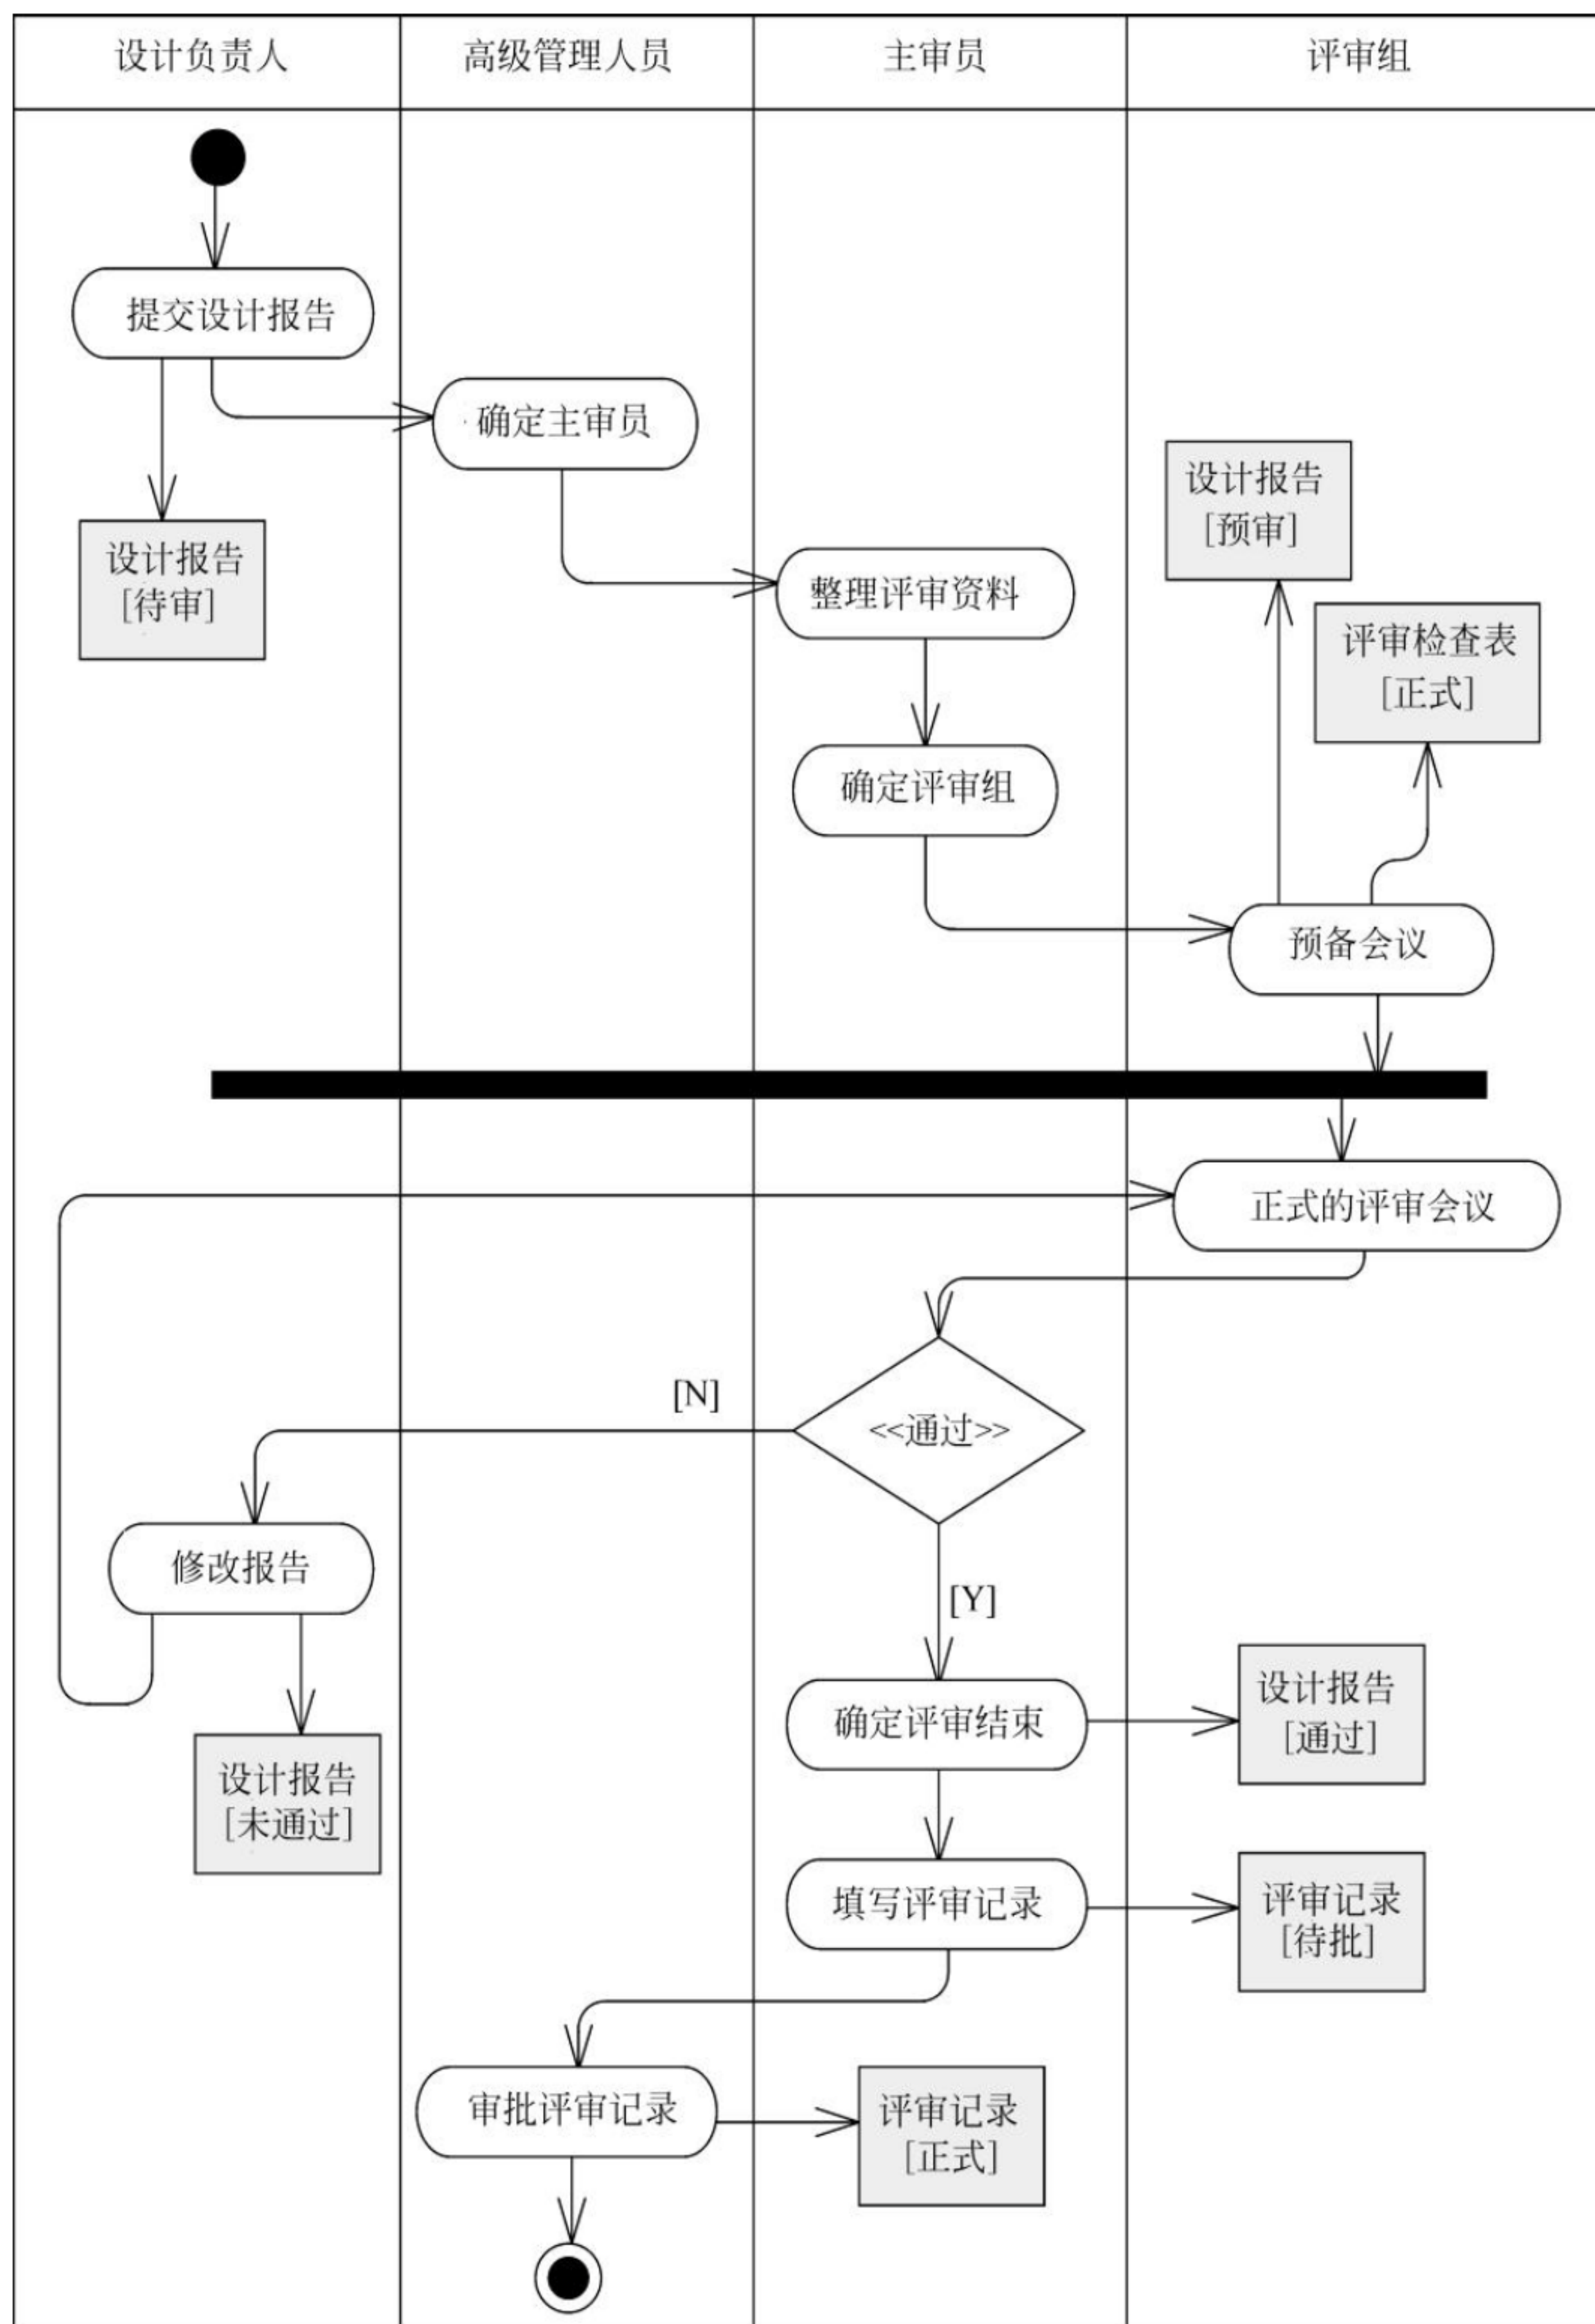 设计负责人
高级管理人员
主审员
评审组
提交设计报告
确定主审员
设计报告
[预审]
设计报告
[待审]
整理评审资料
评审检查表
[正式]
确定评审组
预备会议
正式的评审会议
[N]
<<通过>>
修改报告
[Y]
设计报告
[通过]
确定评审结束
设计报告
[未通过]
填写评审记录
评审记录
[待批]
审批评审记录
评审记录
[正式]